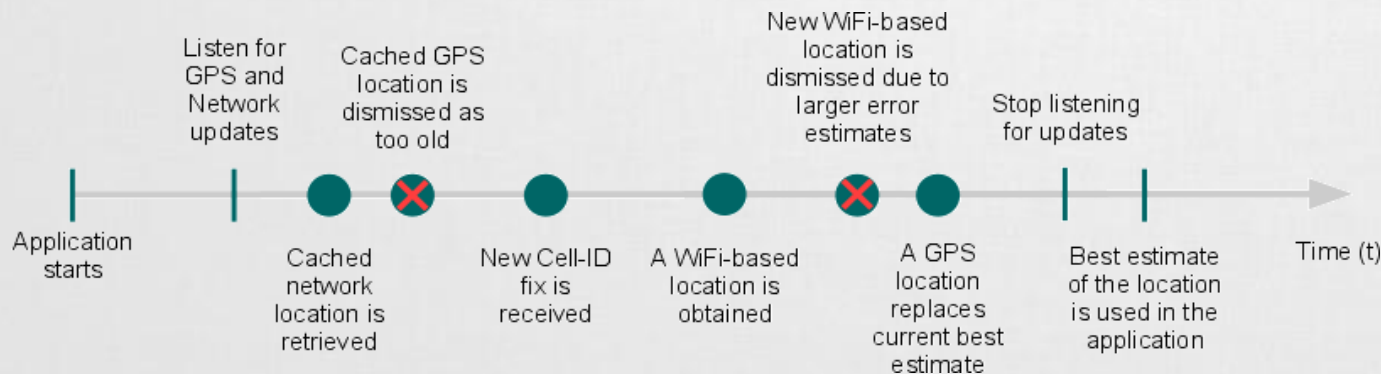 Application
starts
Listen for
GPS and
Network
updates
Cached
network
location is
retrieved
Cached GPS
location is
dismissed as
too old
New Cell-ID
fix is
received
A WiFi-based
location is
obtained
New WiFi-based
location is
dismissed due to
larger error
estimates
A GPS
location
replaces
current best
estimate
Stop listening
for updates
Best estimate
of the location
is used in the
application
Time (t)